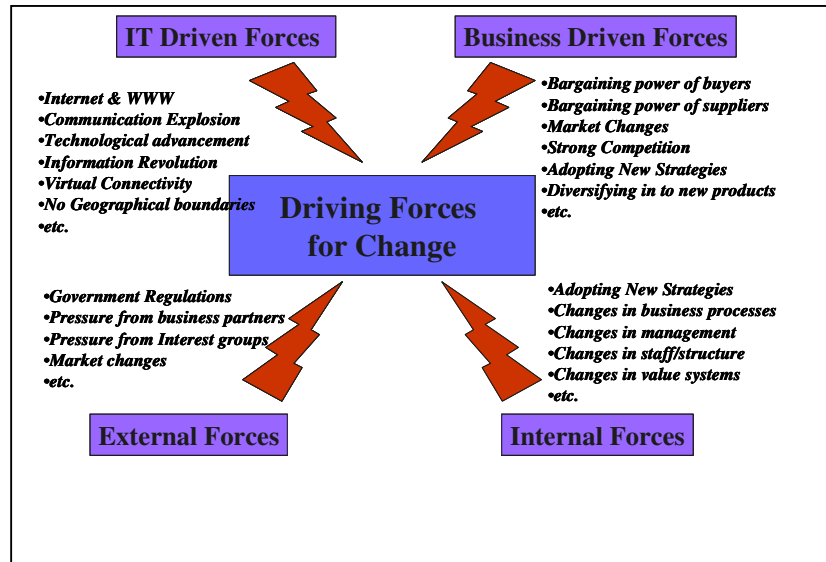 IT Driven Forces
•Internet & WWW
•Communication Explosion
•Technological advancement
•Information Revolution
•Virtual Connectivity
•No Geographical boundaries
•etc.
Business Driven Forces
•Bargaining power of buyers
•Bargaining power of suppliers
•Market Changes
•Strong Competition
•Adopting New Strategies
•Diversifying in to new products
•etc.
Driving Forces
for Change
•Government Regulations
•Pressure from business partners
•Pressure from Interest groups
•Market changes
•etc.
External Forces
•Adopting New Strategies
•Changes in business processes
•Changes in management
•Changes in staff/structure
•Changes in value systems
•etc.
Internal Forces